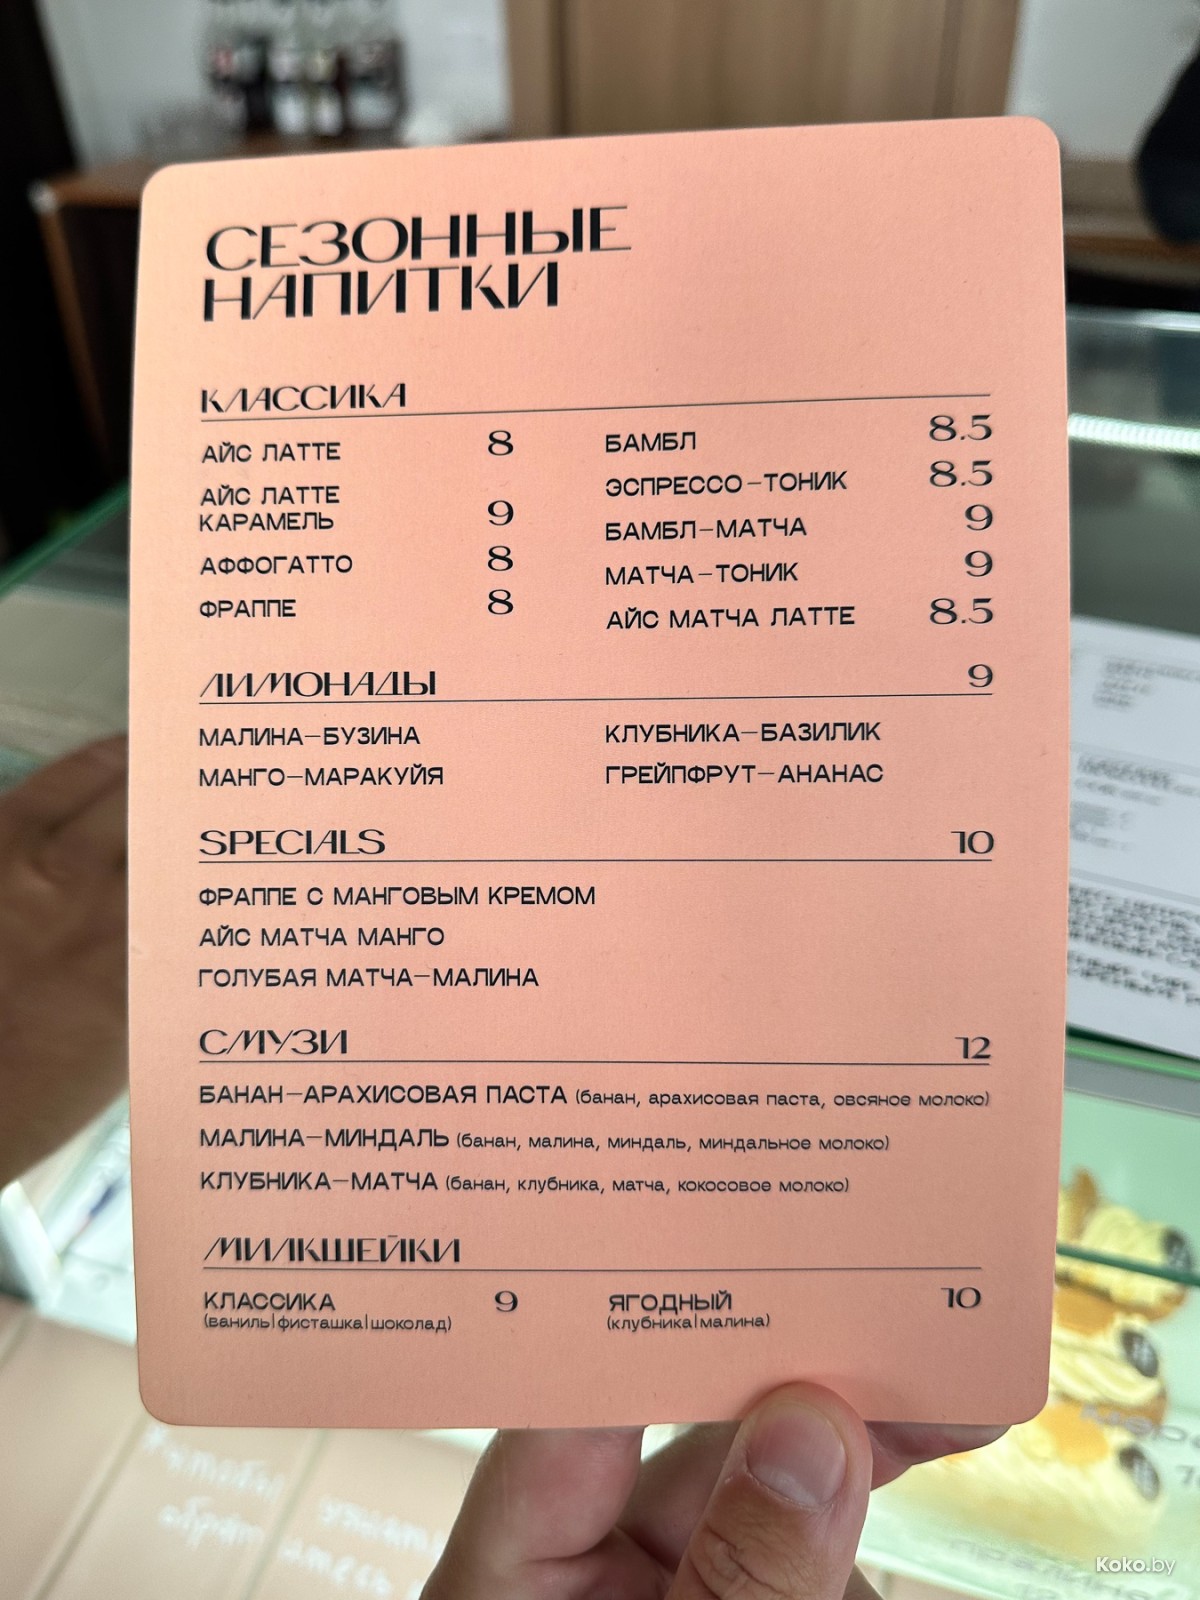 СЕЗОННЫЕ
НАПИТКИ
КЛАССИКА
АЙС ЛАТТЕ 8
АЙС ЛАТТЕ
КАРАМЕЛЬ 9
АФФОГАТТО 8
ФРАППЕ 8
БАМБЛ 8.5
ЭСПРЕССО-ТОНИК 8.5
БАМБЛ-МАТЧА 9
МАТЧА-ТОНИК 9
АЙС МАТЧА ЛАТТЕ 8.5
ЛИМОНАДЫ 9
МАЛИНА-БУЗИНА
МАНГО-МАРАКУЙЯ
КЛУБНИКА-БАЗИЛИК
ГРЕЙПФРУТ-АНАНАС
SPECIALS 10
ФРАППЕ С МАНГОВЫМ КРЕМОМ
АЙС МАТЧА МАНГО
ГОЛУБАЯ МАТЧА-МАЛИНА
СМУЗИ 12
БАНАН-АРАХИСОВАЯ ПАСТА (банан, арахисовая паста, овсяное молоко)
МАЛИНА-МИНДАЛЬ (банан, малина, миндаль, миндальное молоко)
КЛУБНИКА-МАТЧА (банан, клубника, матча, кокосовое молоко)
МИЛКШЕЙКИ
КЛАССИКА 9
(ваниль|фисташка|шоколад)
ЯГОДНЫЙ 10
(клубника|малина)
Koko.by